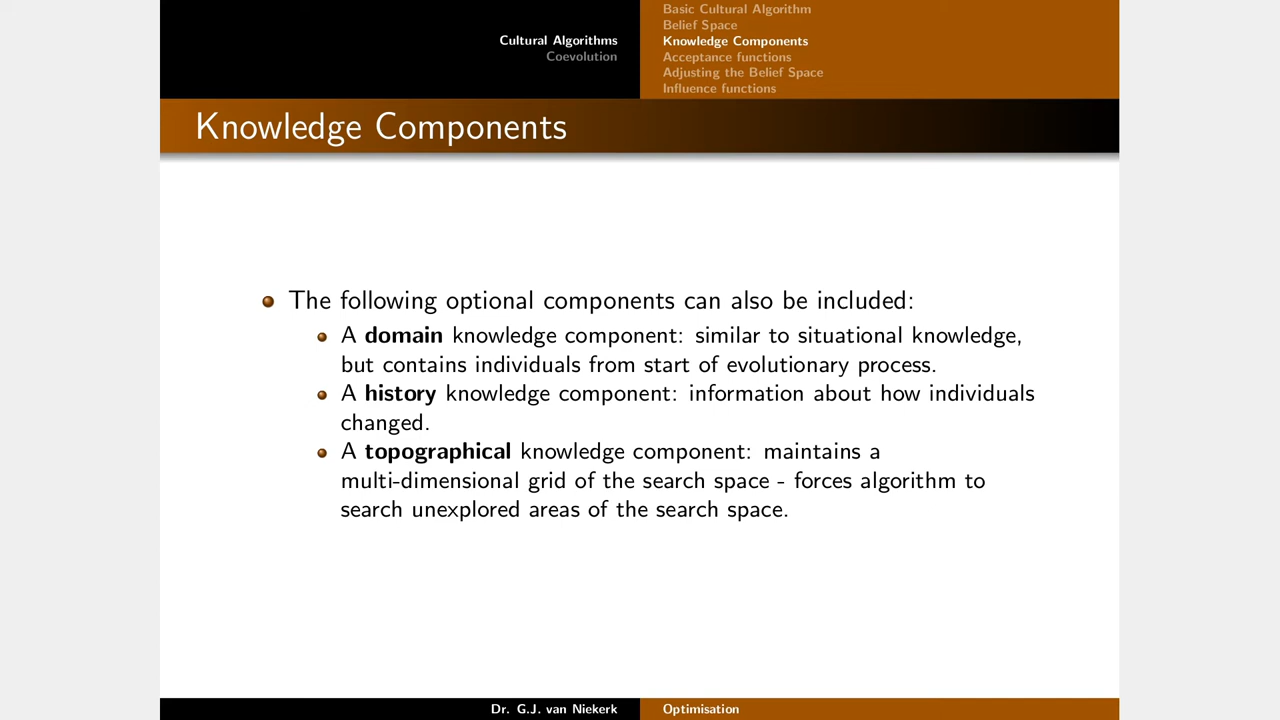 Cultural Algorithms
Coevolution
Basic Cultural Algorithm
Belief Space
Knowledge Components
Acceptance functions
Adjusting the Belief Space
Influence functions
Knowledge Components
The following optional components can also be included:
A domain knowledge component: similar to situational knowledge,
but contains individuals from start of evolutionary process.
A history knowledge component: information about how individuals
changed.
A topographical knowledge component: maintains a
multi-dimensional grid of the search space - forces algorithm to
search unexplored areas of the search space.
Dr. G.J. van Niekerk
Optimisation